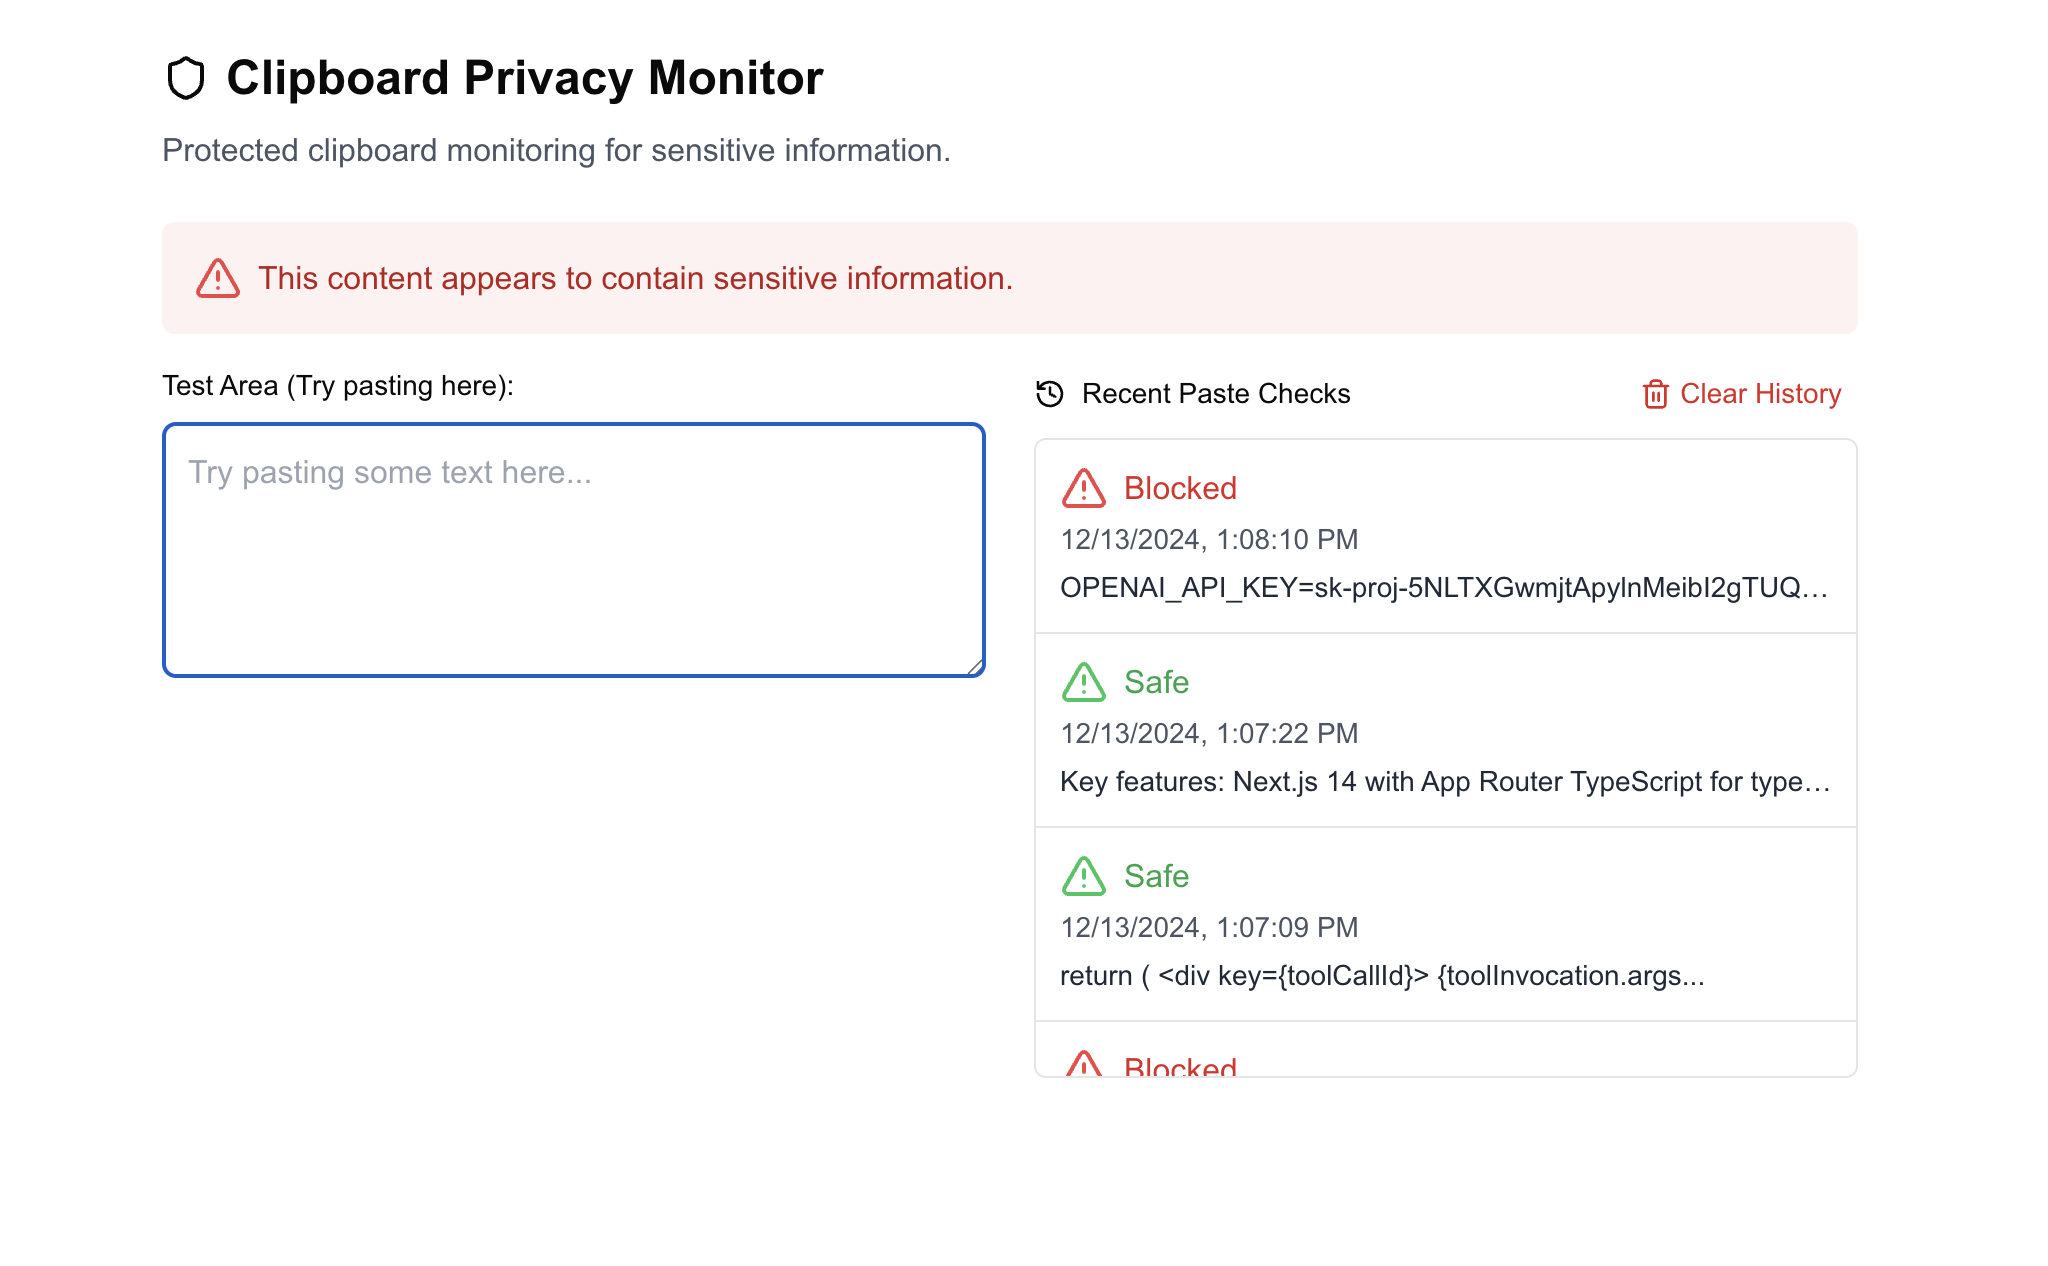 Clipboard Privacy Monitor
Protected clipboard monitoring for sensitive information.
This content appears to contain sensitive information.
Test Area (Try pasting here):
Try pasting some text here...
Recent Paste Checks
Clear History
Blocked
12/13/2024, 1:08:10 PM
OPENAI_API_KEY=sk-proj-5NLTXGwmjtApylnMeibI2gTUQ…
Safe
12/13/2024, 1:07:22 PM
Key features: Next.js 14 with App Router TypeScript for type…
Safe
12/13/2024, 1:07:09 PM
return ( <div key={toolCallId}> {toolInvocation.args...
Blocked